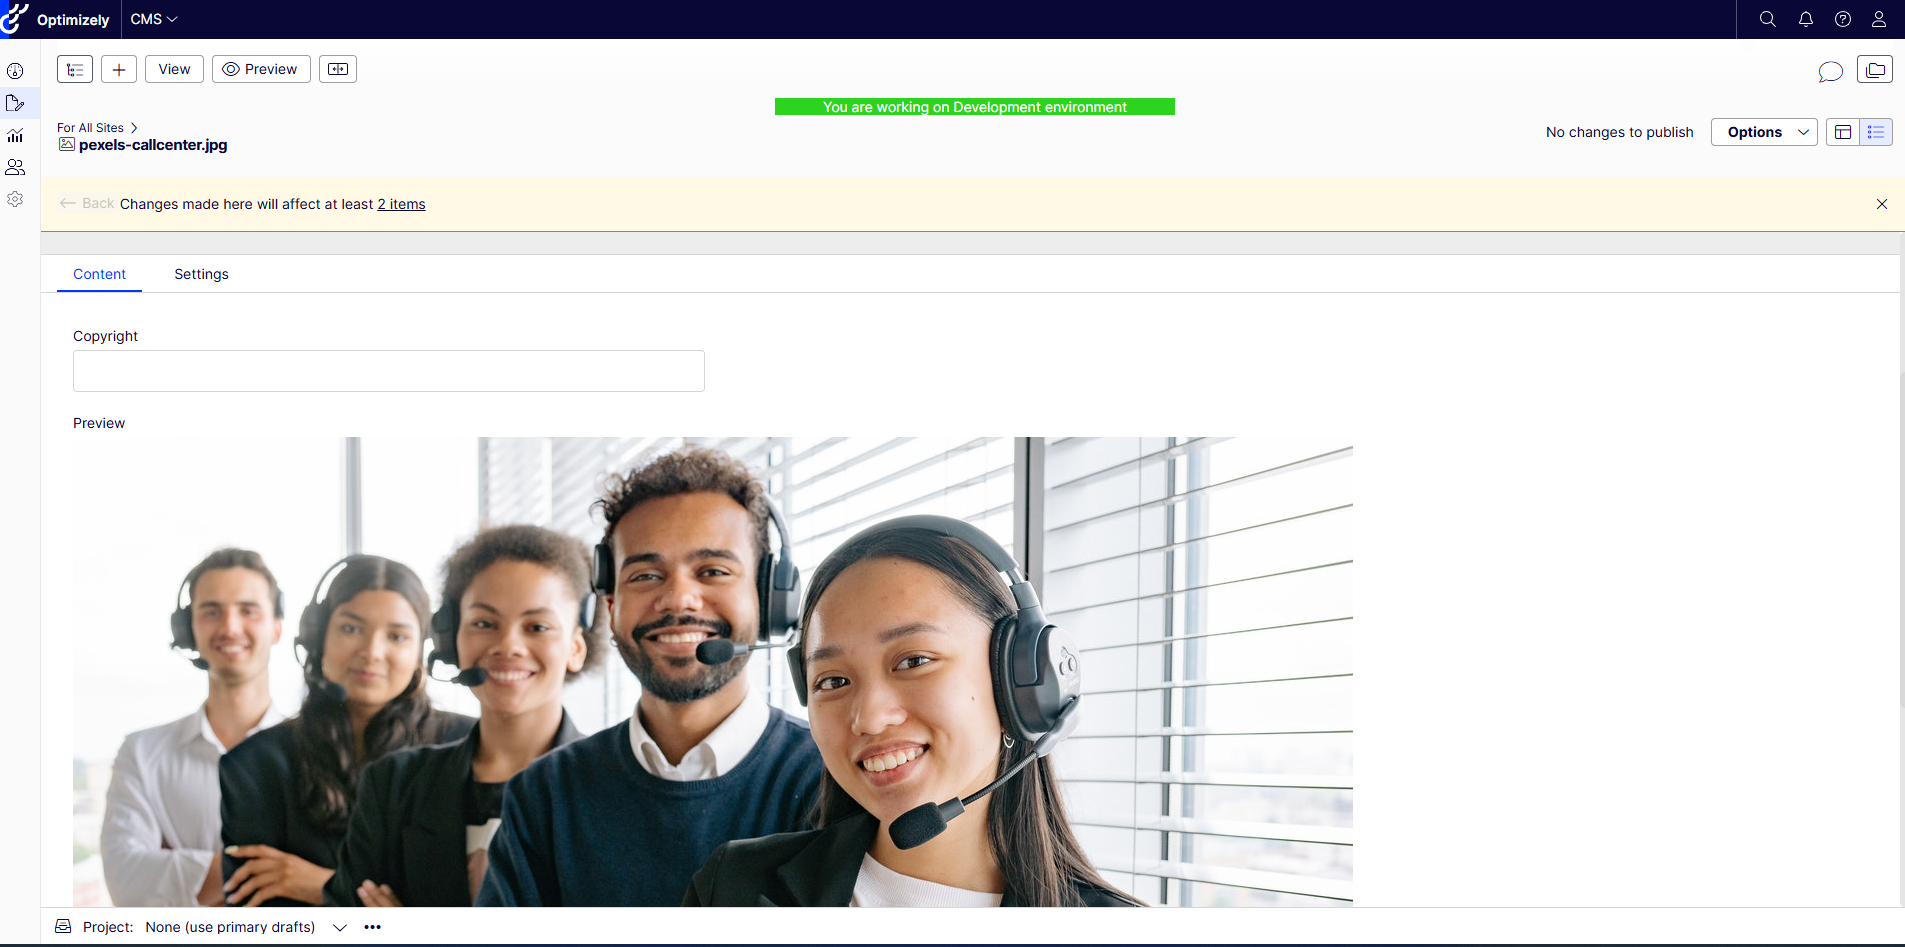 Optimizely
CMS
View
Preview
You are working on Development environment
For All Sites
pexels-callcenter.jpg
No changes to publish
Options
Back
Changes made here will affect at least 2 items
Content
Settings
Copyright
Preview
Project: None (use primary drafts)